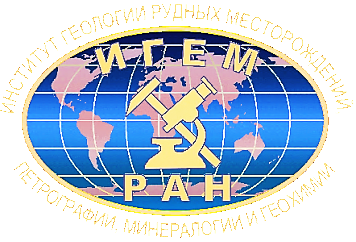 ИНСТИТУТ ГЕОЛОГИИ РУДНЫХ МЕСТОРОЖДЕНИЙ
ИГЕМ
РАН
ПЕТРОГРАФИИ, МИНЕРАЛОГИИ И ГЕОХИМИИ